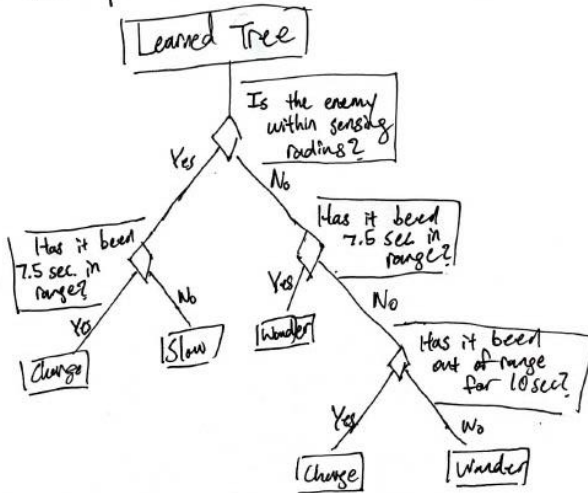 Learned Tree
Is the enemy
within sensing
radius?
Yes
No
Has it beed
7.5 sec. in
range?
Has it beed
7.5 sec in
range?
Yes
No
Yes
No
Charge
Slow
Wander
Has it beed
out of range
for 10 sec?
Yes
No
Charge
Wander